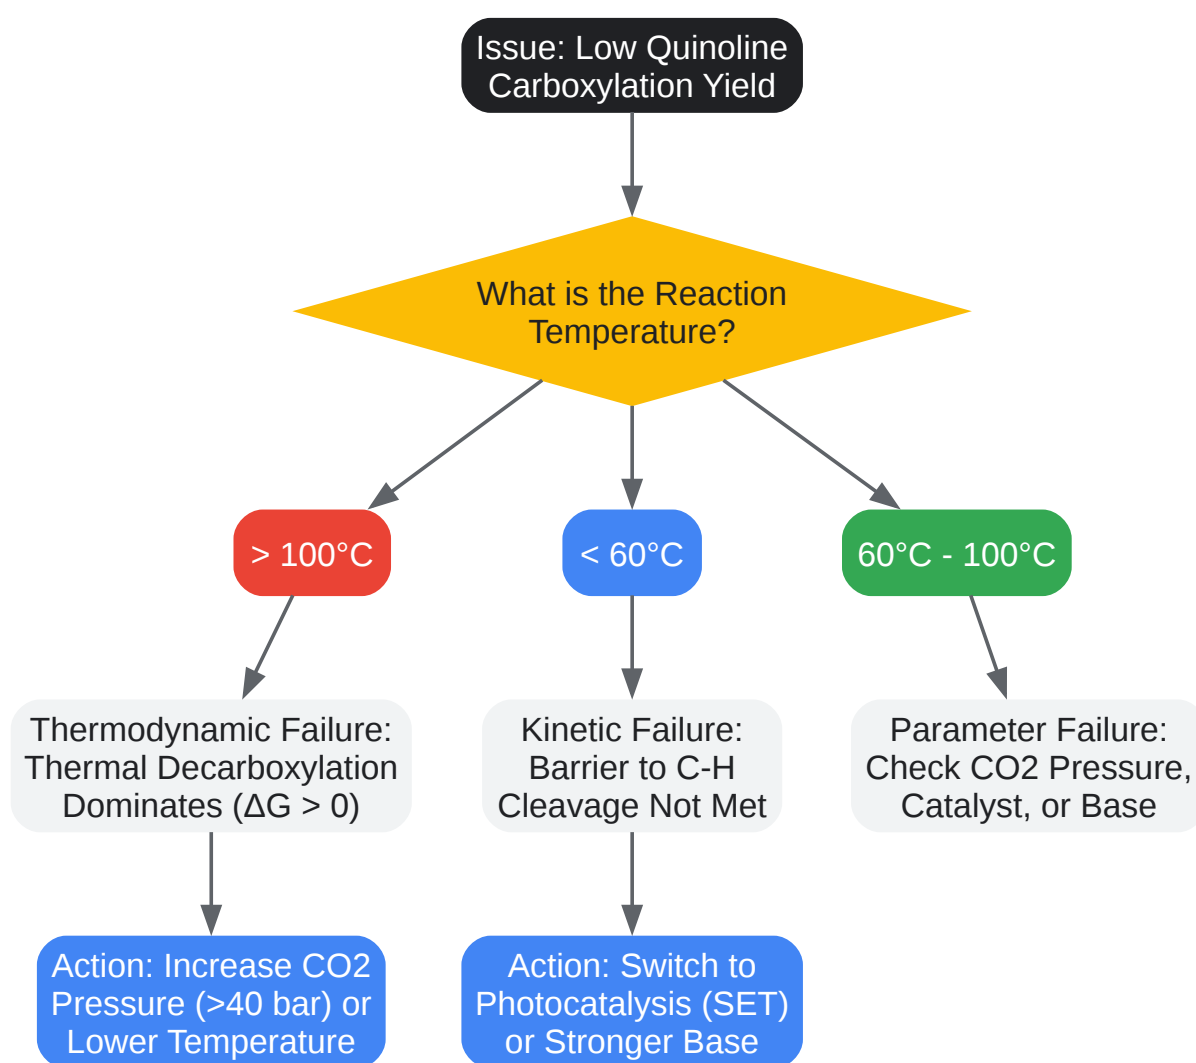 Issue: Low Quinoline
Carboxylation Yield
What is the Reaction
Temperature?
> 100°C
< 60°C
60°C - 100°C
Thermodynamic Failure:
Thermal Decarboxylation
Dominates (ΔG > 0)
Kinetic Failure:
Barrier to C-H
Cleavage Not Met
Parameter Failure:
Check CO2 Pressure,
Catalyst, or Base
Action: Increase CO2
Pressure (>40 bar) or
Lower Temperature
Action: Switch to
Photocatalysis (SET)
or Stronger Base